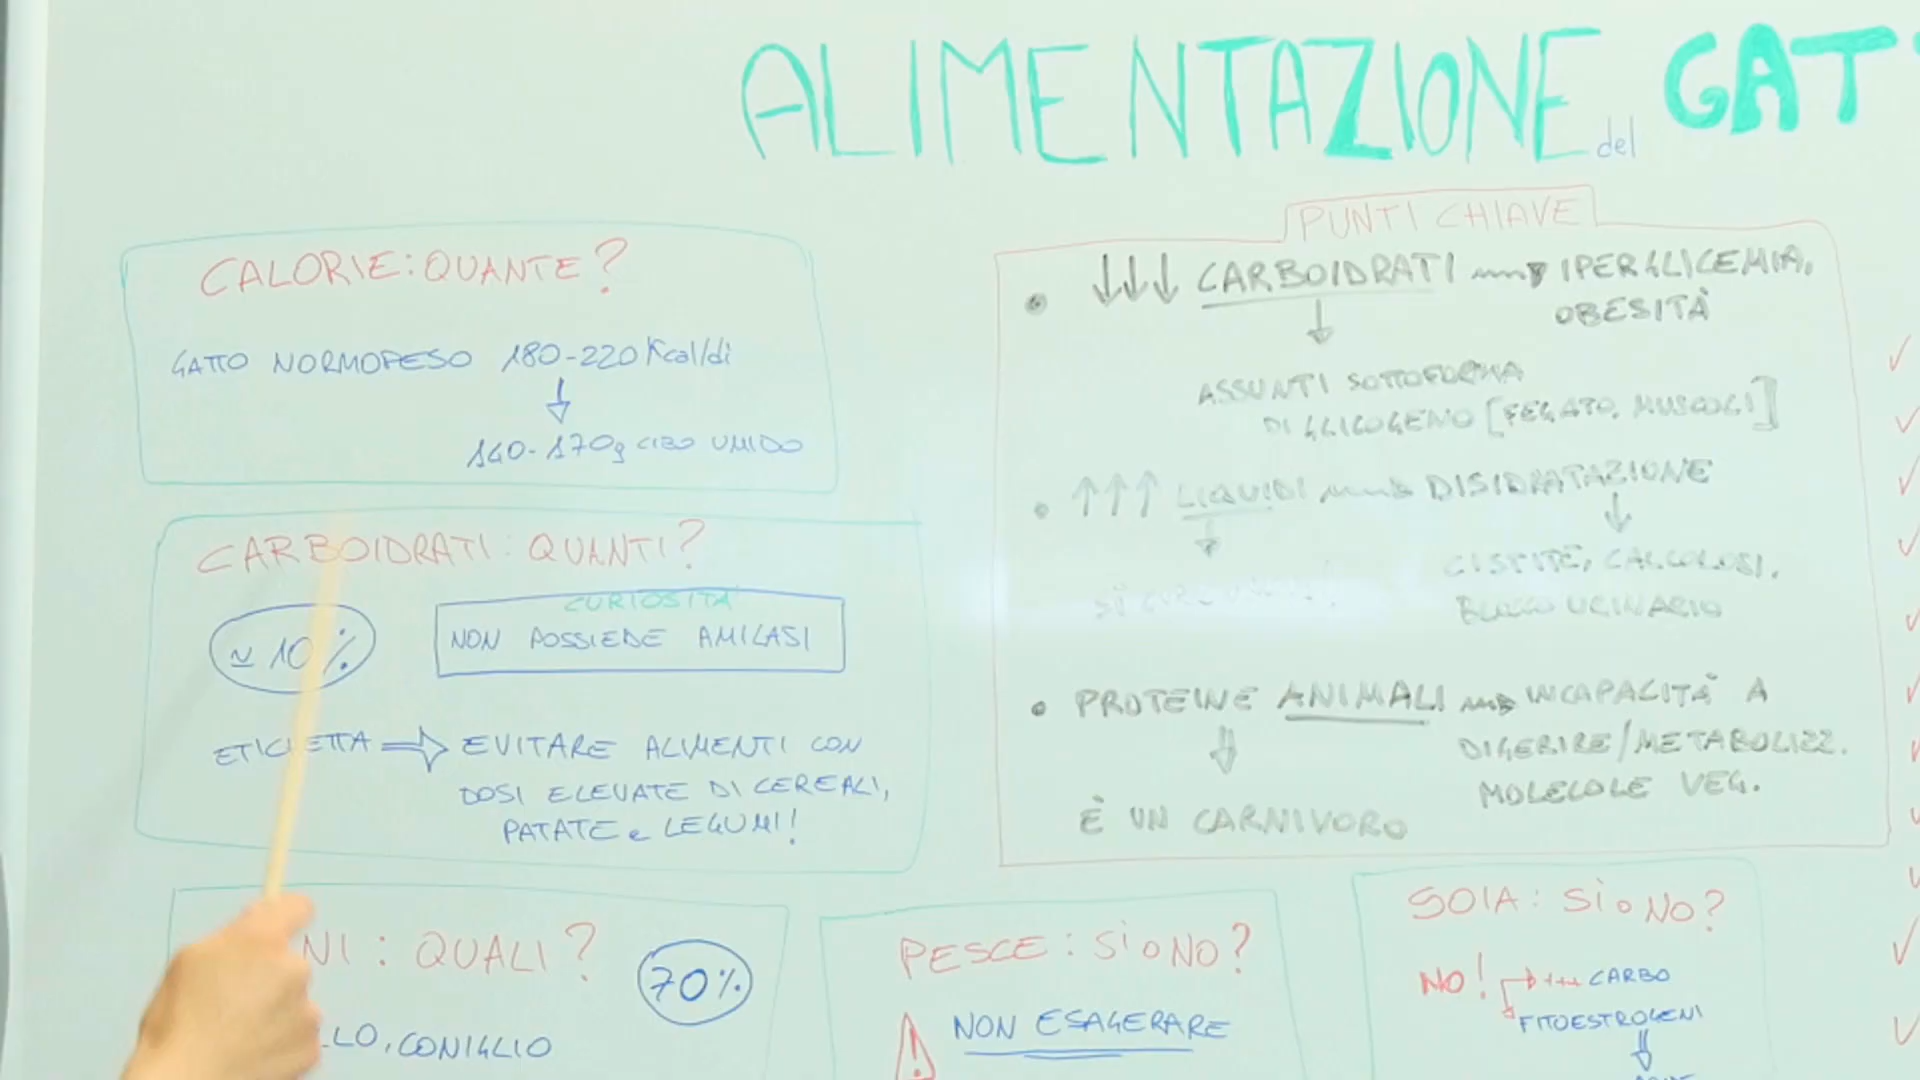 ALIMENTAZIONE del GAT
CALORIE: QUANTE?
GATTO NORMOPESO 180-220 Kcal/dì
140-170g CIBO UMIDO
CARBOIDRATI: QUANTI?
≃ 10%
CURIOSITÀ
NON POSSIEDE AMILASI
ETICHETTA EVITARE ALIMENTI CON
DOSI ELEVATE DI CEREALI,
PATATE e LEGUMI!
NI: QUALI?
70%
LLO, CONIGLIO
PUNTI CHIAVE
• ↓↓↓ CARBOIDRATI IPERGLICEMIA,
OBESITÀ
ASSUNTI SOTTOFORMA
DI GLICOGENO [FEGATO, MUSCOLI]
• ↑↑↑ LIQUIDI DISIDRATAZIONE
CISTITE, CALCOLOSI,
BLOCCO URINARIO
• PROTEINE ANIMALI INCAPACITÀ A
DIGERIRE/METABOLIZZ.
MOLECOLE VEG.
È UN CARNIVORO
PESCE: Sì o NO?
NON ESAGERARE
SOIA: Sì o NO?
NO! +++ CARBO
FITOESTROGENI